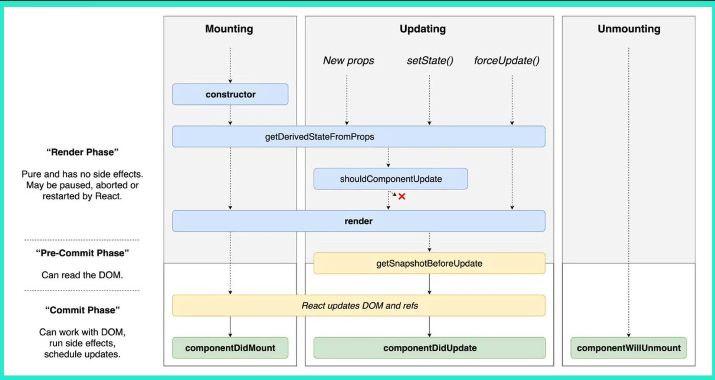 Mounting
Updating
Unmounting
New props
setState()
forceUpdate()
constructor
getDerivedStateFromProps
"Render Phase"
Pure and has no side effects.
May be paused, aborted or
restarted by React.
shouldComponentUpdate
render
"Pre-Commit Phase"
Can read the DOM.
getSnapshotBeforeUpdate
"Commit Phase"
Can work with DOM,
run side effects,
schedule updates.
React updates DOM and refs
componentDidMount
componentDidUpdate
componentWillUnmount